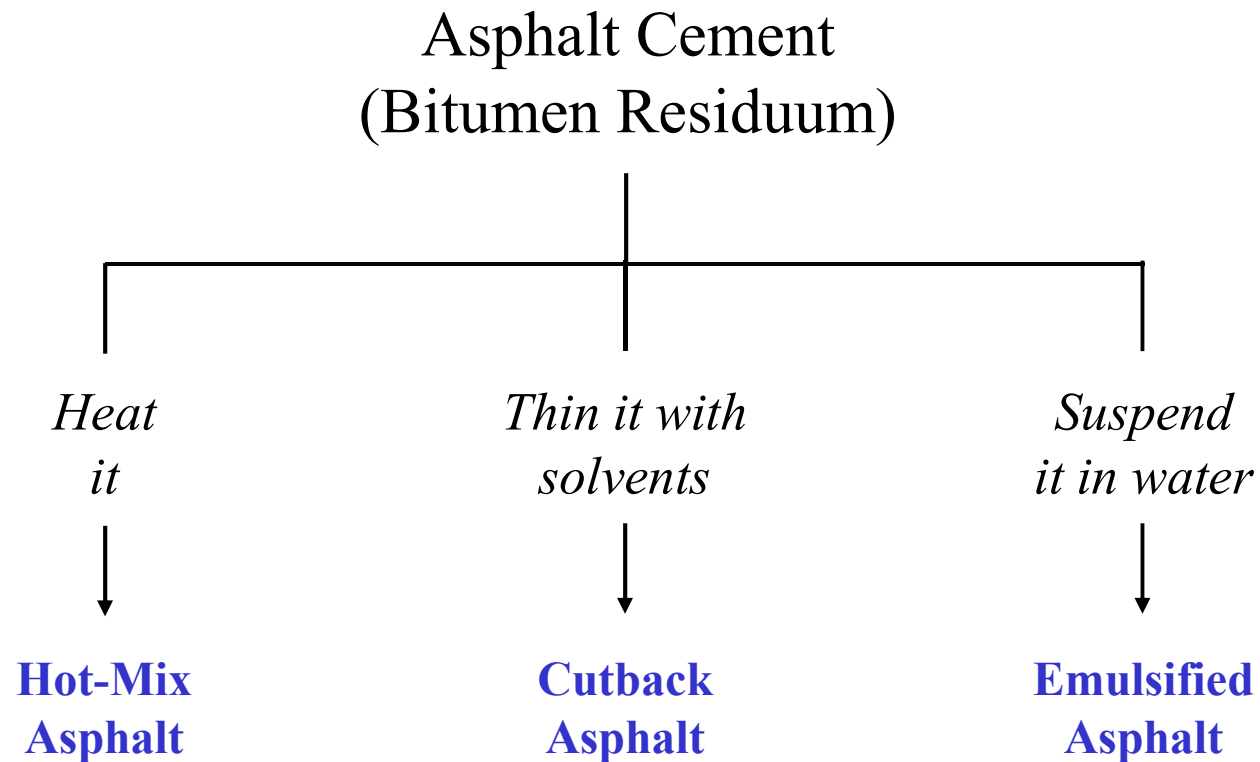 Asphalt Cement
(Bitumen Residuum)
Heat
it
Thin it with
solvents
Suspend
it in water
Hot-Mix
Asphalt
Cutback
Asphalt
Emulsified
Asphalt